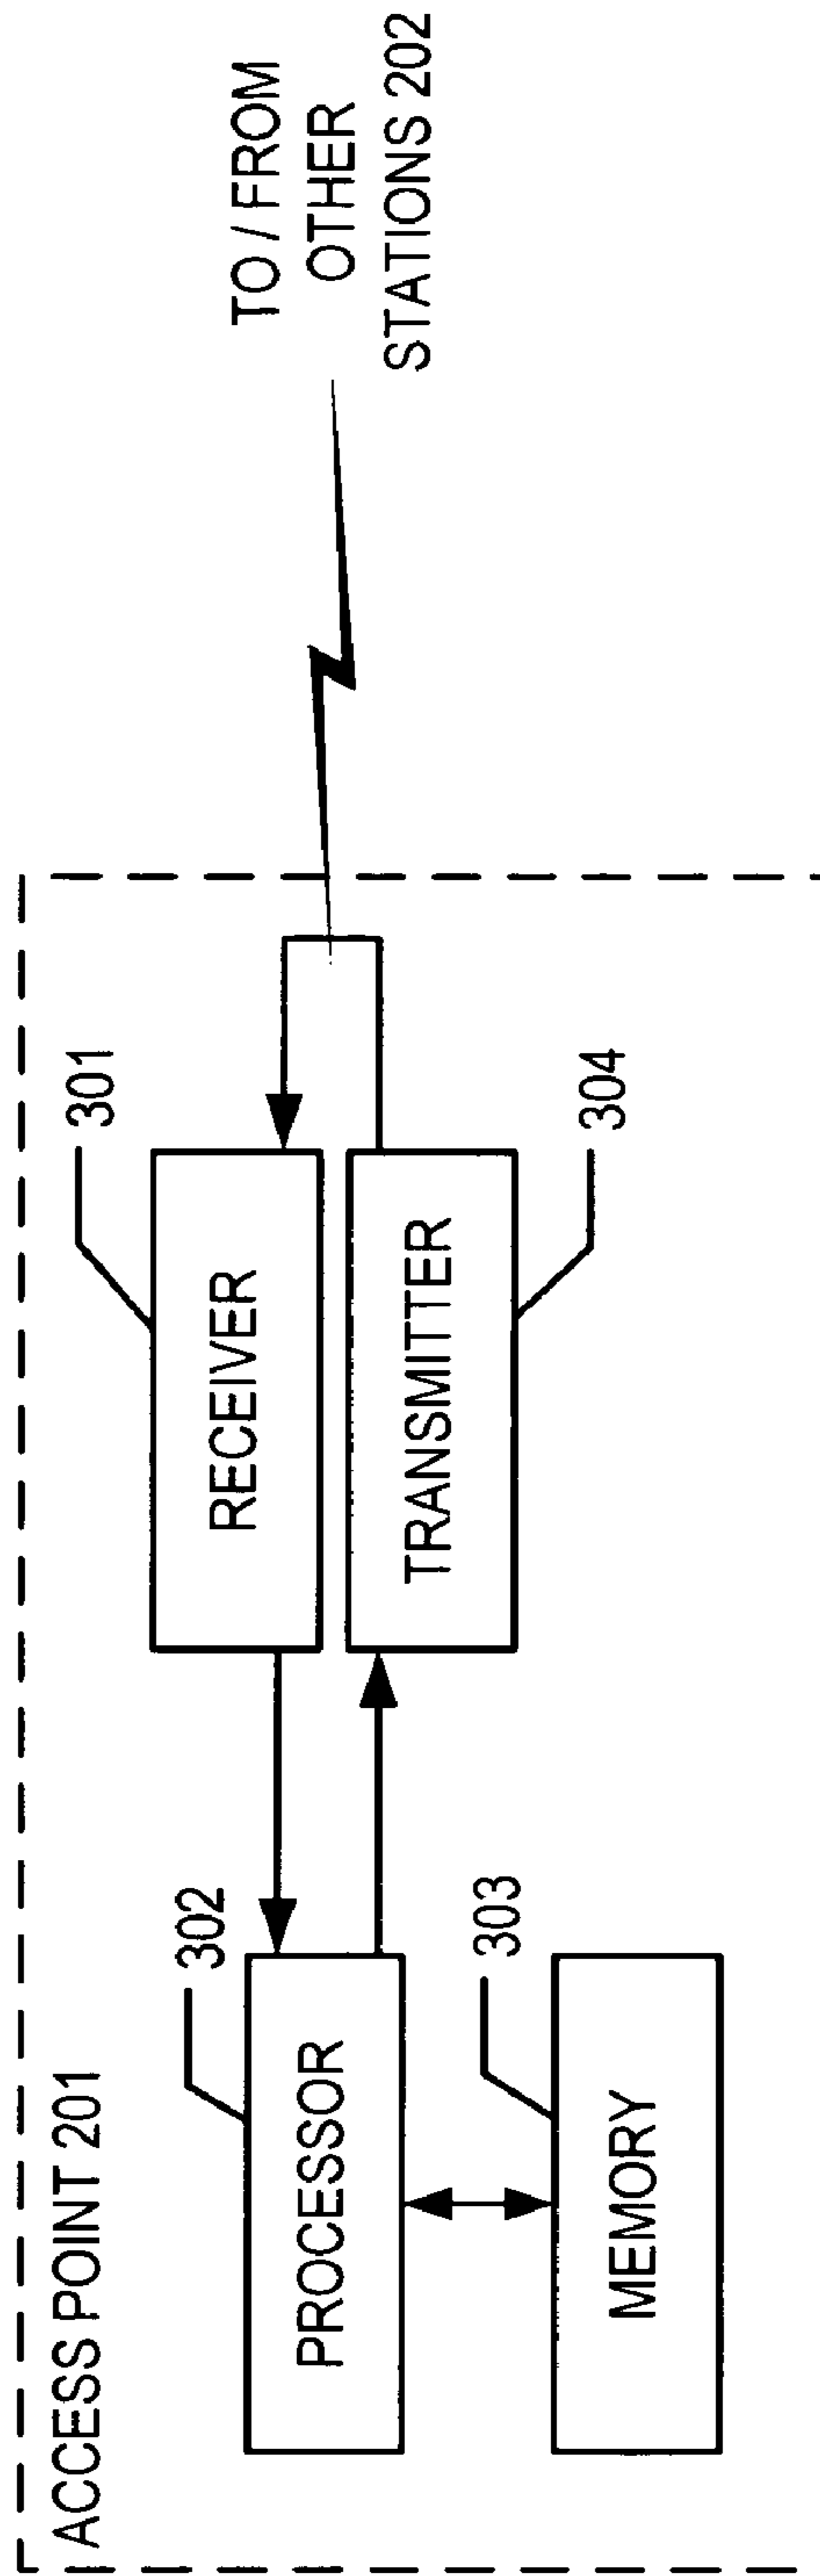 ACCESS POINT 201
302
PROCESSOR
303
MEMORY
301
RECEIVER
TRANSMITTER
304
TO / FROM
OTHER
STATIONS 202